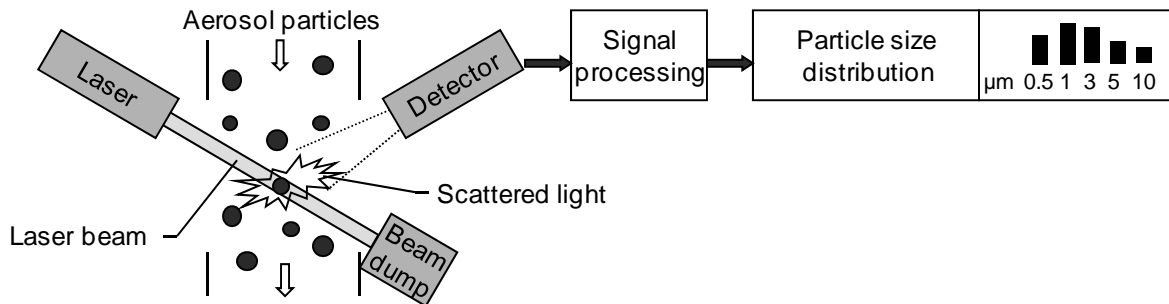 Aerosol particles
Laser
Detector
Signal
processing
Particle size
distribution
µm 0.5 1 3 5 10
Scattered light
Laser beam
Beam
dump